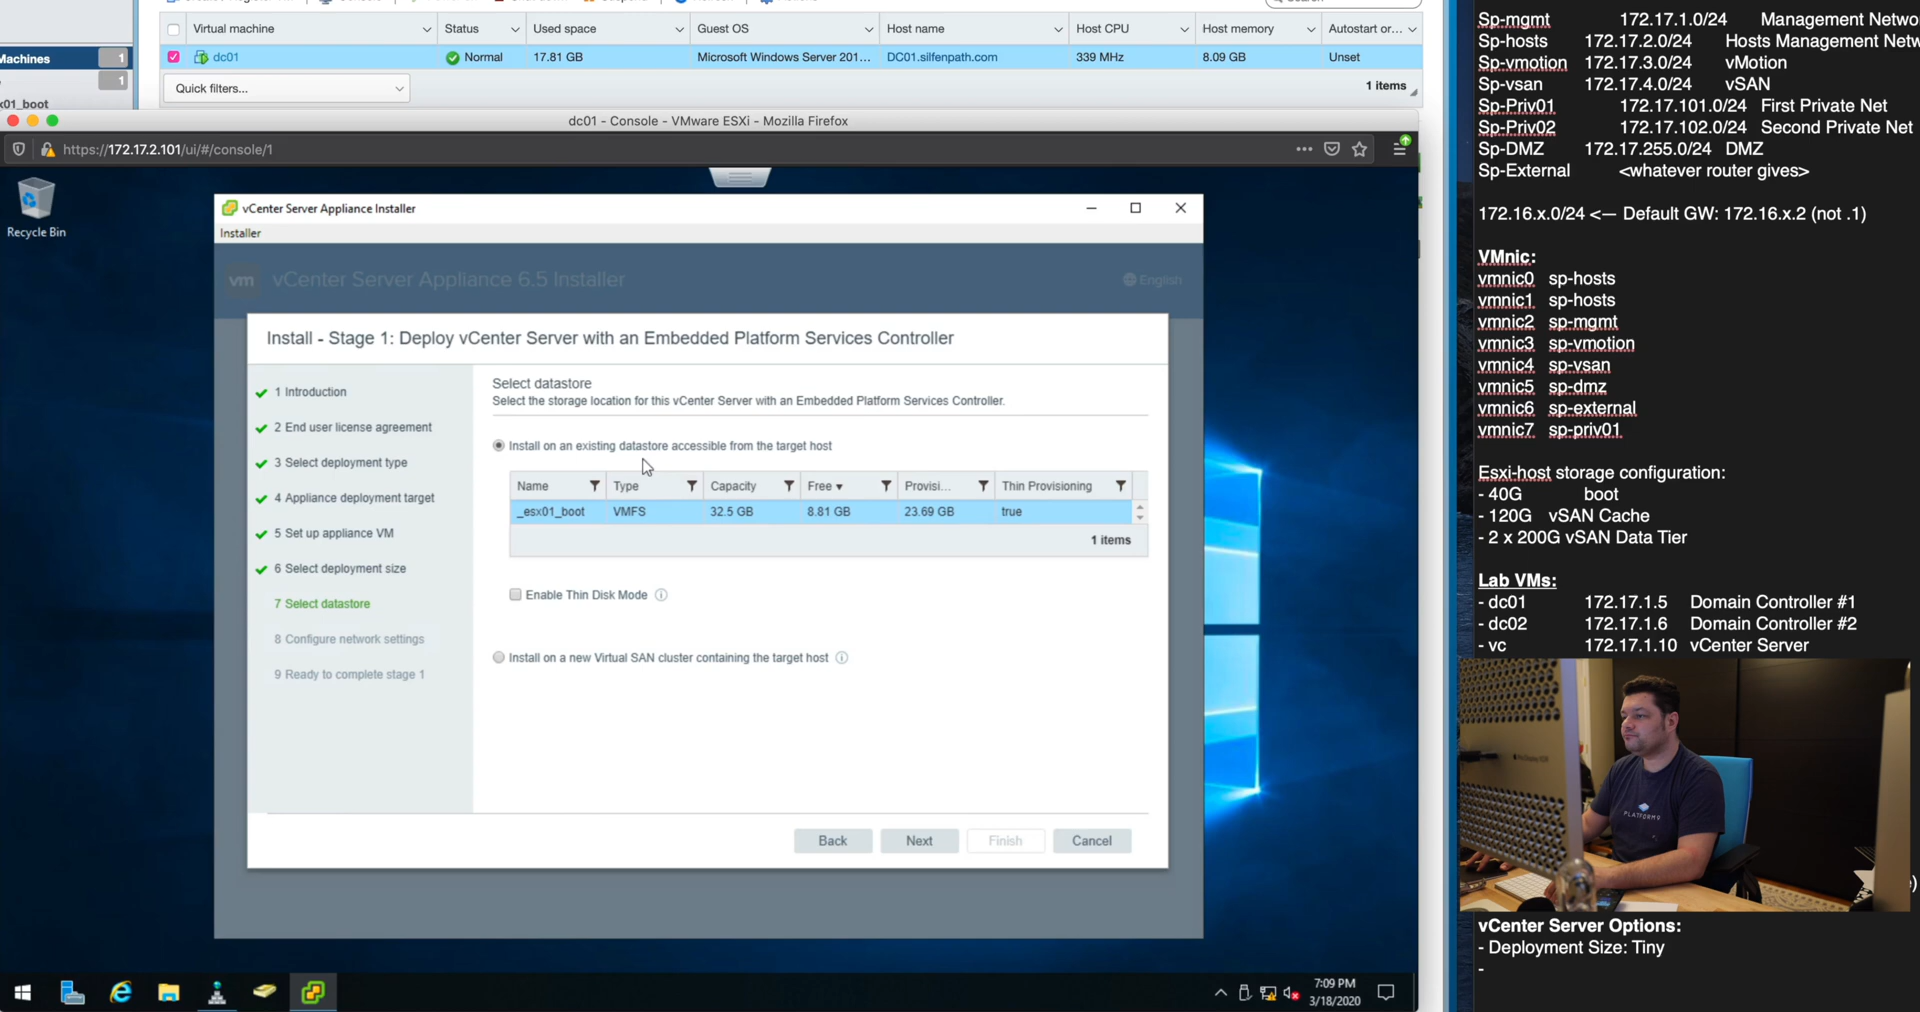 Virtual machine
Status
Used space
Guest OS
Host name
Host CPU
Host memory
Autostart or...
dc01
Normal
17.81 GB
Microsoft Windows Server 201...
DC01.silfenpath.com
339 MHz
8.09 GB
Unset
Quick filters...
1 items
Machines
1
1
x01_boot
dc01 - Console - VMware ESXi - Mozilla Firefox
https://172.17.2.101/ui/#/console/1
Recycle Bin
vCenter Server Appliance Installer
Installer
vm vCenter Server Appliance 6.5 Installer
English
Install - Stage 1: Deploy vCenter Server with an Embedded Platform Services Controller
1 Introduction
2 End user license agreement
3 Select deployment type
4 Appliance deployment target
5 Set up appliance VM
6 Select deployment size
7 Select datastore
8 Configure network settings
9 Ready to complete stage 1
Select datastore
Select the storage location for this vCenter Server with an Embedded Platform Services Controller.
Install on an existing datastore accessible from the target host
Name
Type
Capacity
Free
Provisi...
Thin Provisioning
_esx01_boot
VMFS
32.5 GB
8.81 GB
23.69 GB
true
1 items
Enable Thin Disk Mode
Install on a new Virtual SAN cluster containing the target host
Back
Next
Finish
Cancel
7:09 PM
3/18/2020
Sp-mgmt 172.17.1.0/24 Management Netwo
Sp-hosts 172.17.2.0/24 Hosts Management Netw
Sp-vmotion 172.17.3.0/24 vMotion
Sp-vsan 172.17.4.0/24 vSAN
Sp-Priv01 172.17.101.0/24 First Private Net
Sp-Priv02 172.17.102.0/24 Second Private Net
Sp-DMZ 172.17.255.0/24 DMZ
Sp-External <whatever router gives>
172.16.x.0/24 <— Default GW: 172.16.x.2 (not .1)
VMnic:
vmnic0 sp-hosts
vmnic1 sp-hosts
vmnic2 sp-mgmt
vmnic3 sp-vmotion
vmnic4 sp-vsan
vmnic5 sp-dmz
vmnic6 sp-external
vmnic7 sp-priv01
Esxi-host storage configuration:
- 40G boot
- 120G vSAN Cache
- 2 x 200G vSAN Data Tier
Lab VMs:
- dc01 172.17.1.5 Domain Controller #1
- dc02 172.17.1.6 Domain Controller #2
- vc 172.17.1.10 vCenter Server
PLATFORM9
)
vCenter Server Options:
- Deployment Size: Tiny
-